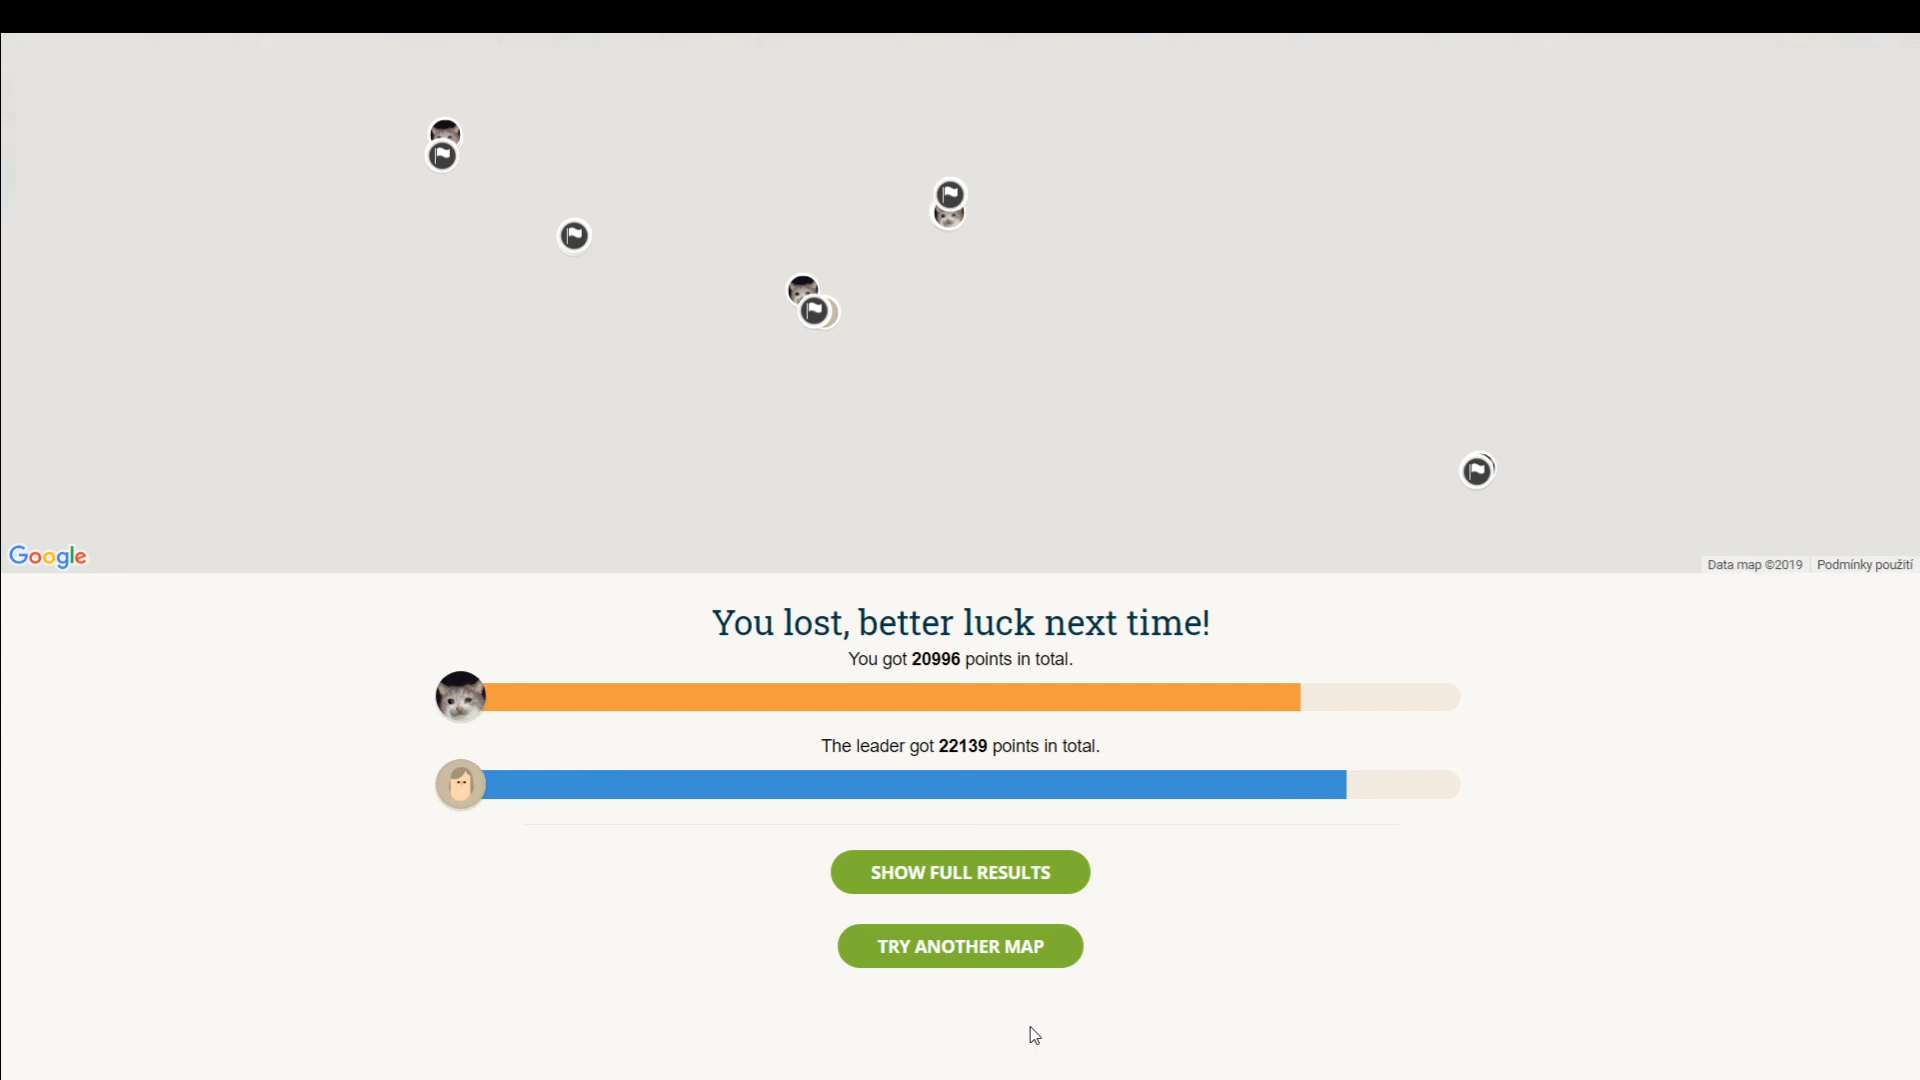 Google
Data map ©2019
Podmínky použití
You lost, better luck next time!
You got 20996 points in total.
The leader got 22139 points in total.
SHOW FULL RESULTS
TRY ANOTHER MAP